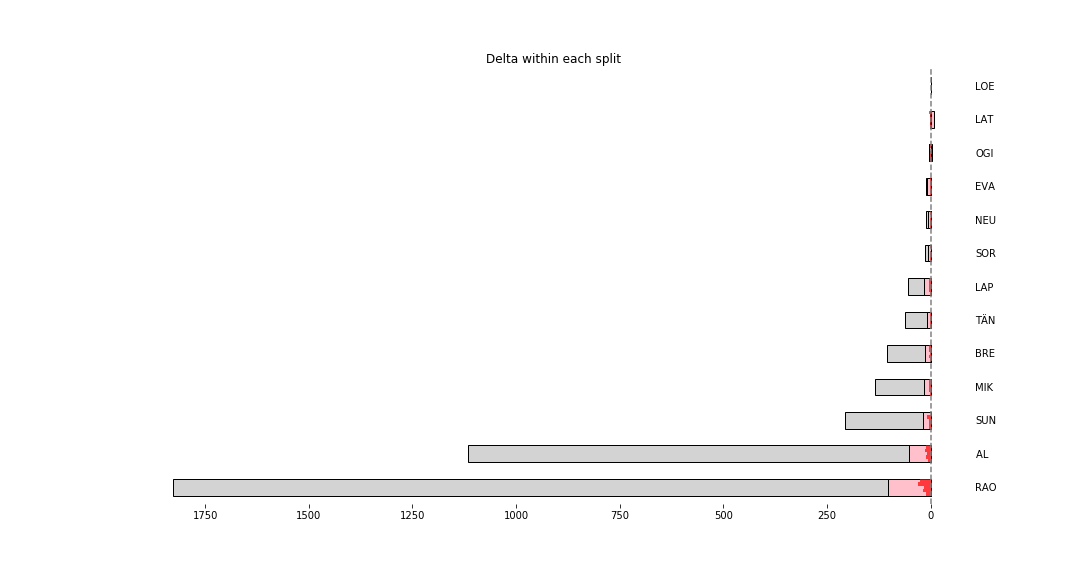 Delta within each split
LOE
LAT
OGI
EVA
NEU
SOR
LAP
TÄN
BRE
MIK
SUN
AL
RAO
1750 1500 1250 1000 750 500 250 0